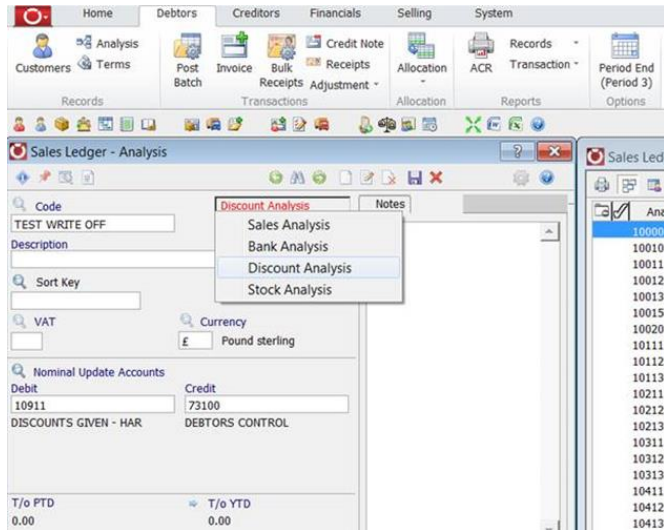 Home Debtors Creditors Financials Selling System
Analysis Credit Note Records
Customers Terms Post Batch Invoice Bulk Receipts Receipts Adjustment Allocation ACR Transaction Period End (Period 3)
Records Transactions Allocation Reports Options
Sales Ledger - Analysis
Sales Led
Code Discount Analysis Notes
TEST WRITE OFF
Description
Sales Analysis
Bank Analysis
Discount Analysis
Stock Analysis
Sort Key
VAT Currency
£ Pound sterling
Nominal Update Accounts
Debit Credit
10911 73100
DISCOUNTS GIVEN - HAR DEBTORS CONTROL
T/o PTD T/o YTD
0.00 0.00
Ana
10000
10010
10011
10012
10013
10015
10020
10111
10112
10113
10211
10212
10213
10311
10312
10313
10411
10412
10413